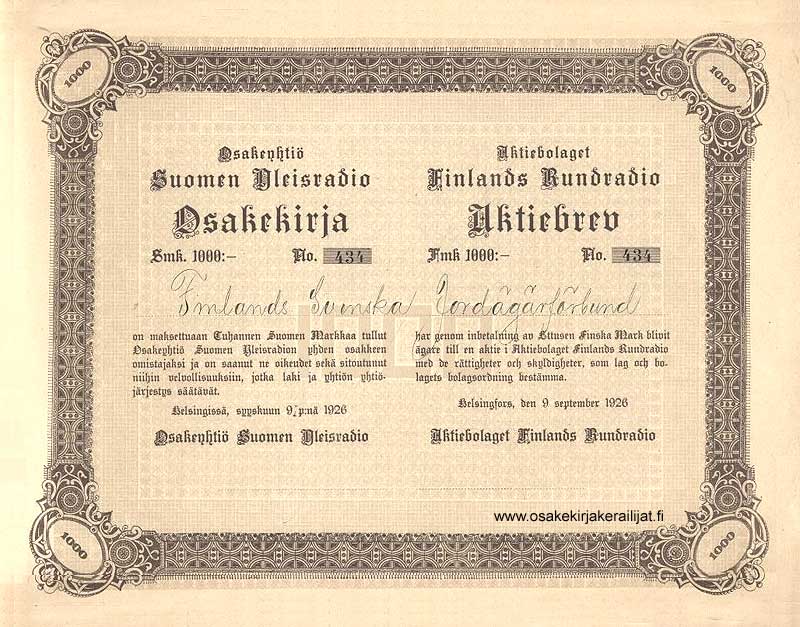 1000
1000
Osakeyhtiö
Suomen Yleisradio
Osakekirja
Smk. 1000:— No. 434
Aktiebolaget
Finlands Rundradio
Aktiebrev
Fmk 1000:— No. 434
Finlands Svenska Jordägarförbund
on maksettuaan Tuhannen Suomen Markkaa tullut
Osakeyhtiö Suomen Yleisradion yhden osakkeen
omistajaksi ja on saanut ne oikeudet sekä sitoutunut
niihin velvollisuuksiin, jotka laki ja yhtiön yhtiö-
järjestys säätävät.
Helsingissä, syyskuun 9 p:nä 1926
Osakeyhtiö Suomen Yleisradio
har genom inbetalning av Ettusen Finska Mark blivit
ägare till en aktie i Aktiebolaget Finlands Rundradio
med de rättigheter och skyldigheter, som lag och bo-
lagets bolagsordning bestämma.
Helsingfors, den 9 september 1926
Aktiebolaget Finlands Rundradio
www.osakekirjakerailijat.fi
1000
1000